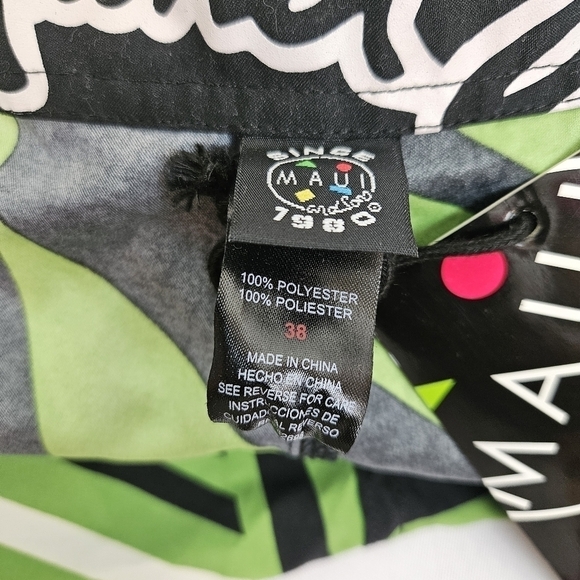 SINCE
MAUI
and Sons
1980
100% POLYESTER
100% POLIESTER
38
MADE IN CHINA
HECHO EN CHINA
SEE REVERSE FOR CARE
INSTRUCCIONES DE
CUIDADO AL REVERSO
MAUI